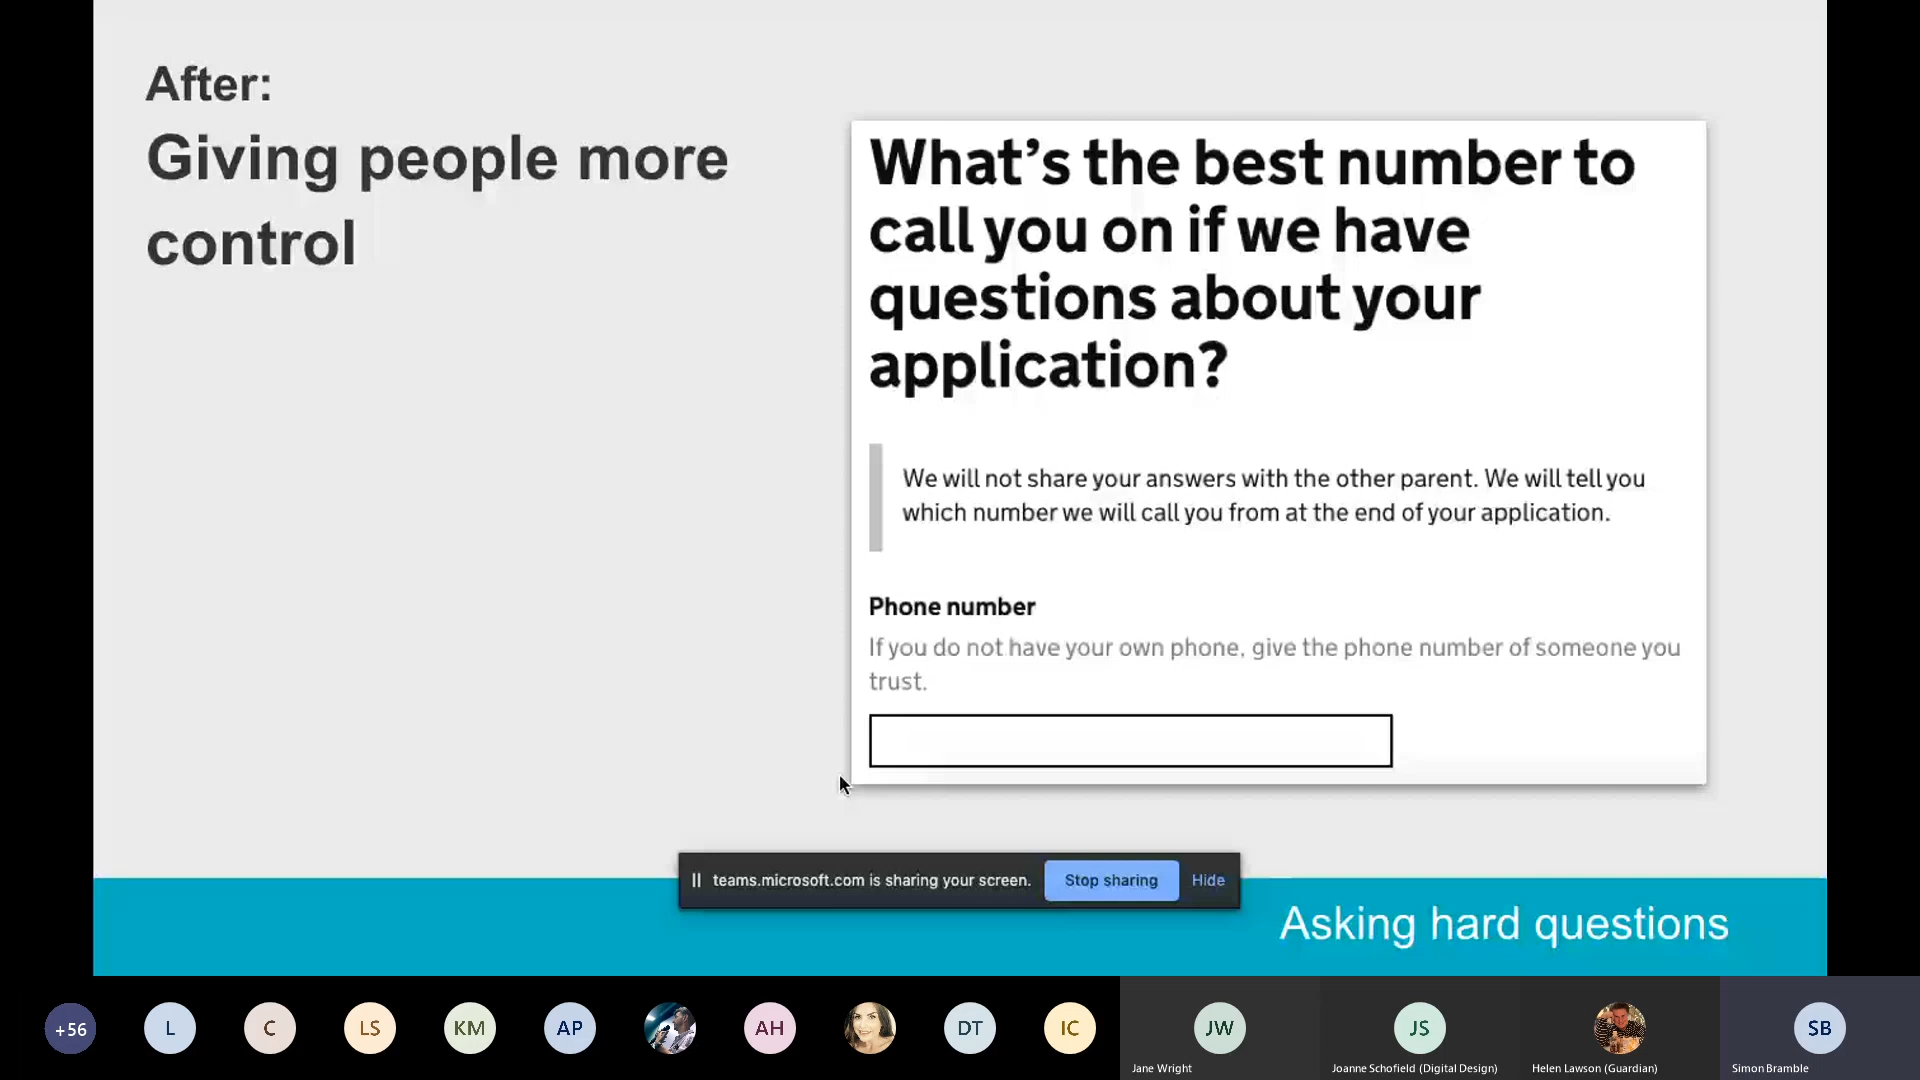 After:
Giving people more
control
What's the best number to
call you on if we have
questions about your
application?
We will not share your answers with the other parent. We will tell you
which number we will call you from at the end of your application.
Phone number
If you do not have your own phone, give the phone number of someone you
trust.
teams.microsoft.com is sharing your screen.
Stop sharing
Hide
Asking hard questions
+56
L
C
LS
KM
AP
AH
DT
IC
JW
JS
SB
Jane Wright
Joanne Schofield (Digital Design)
Helen Lawson (Guardian)
Simon Bramble